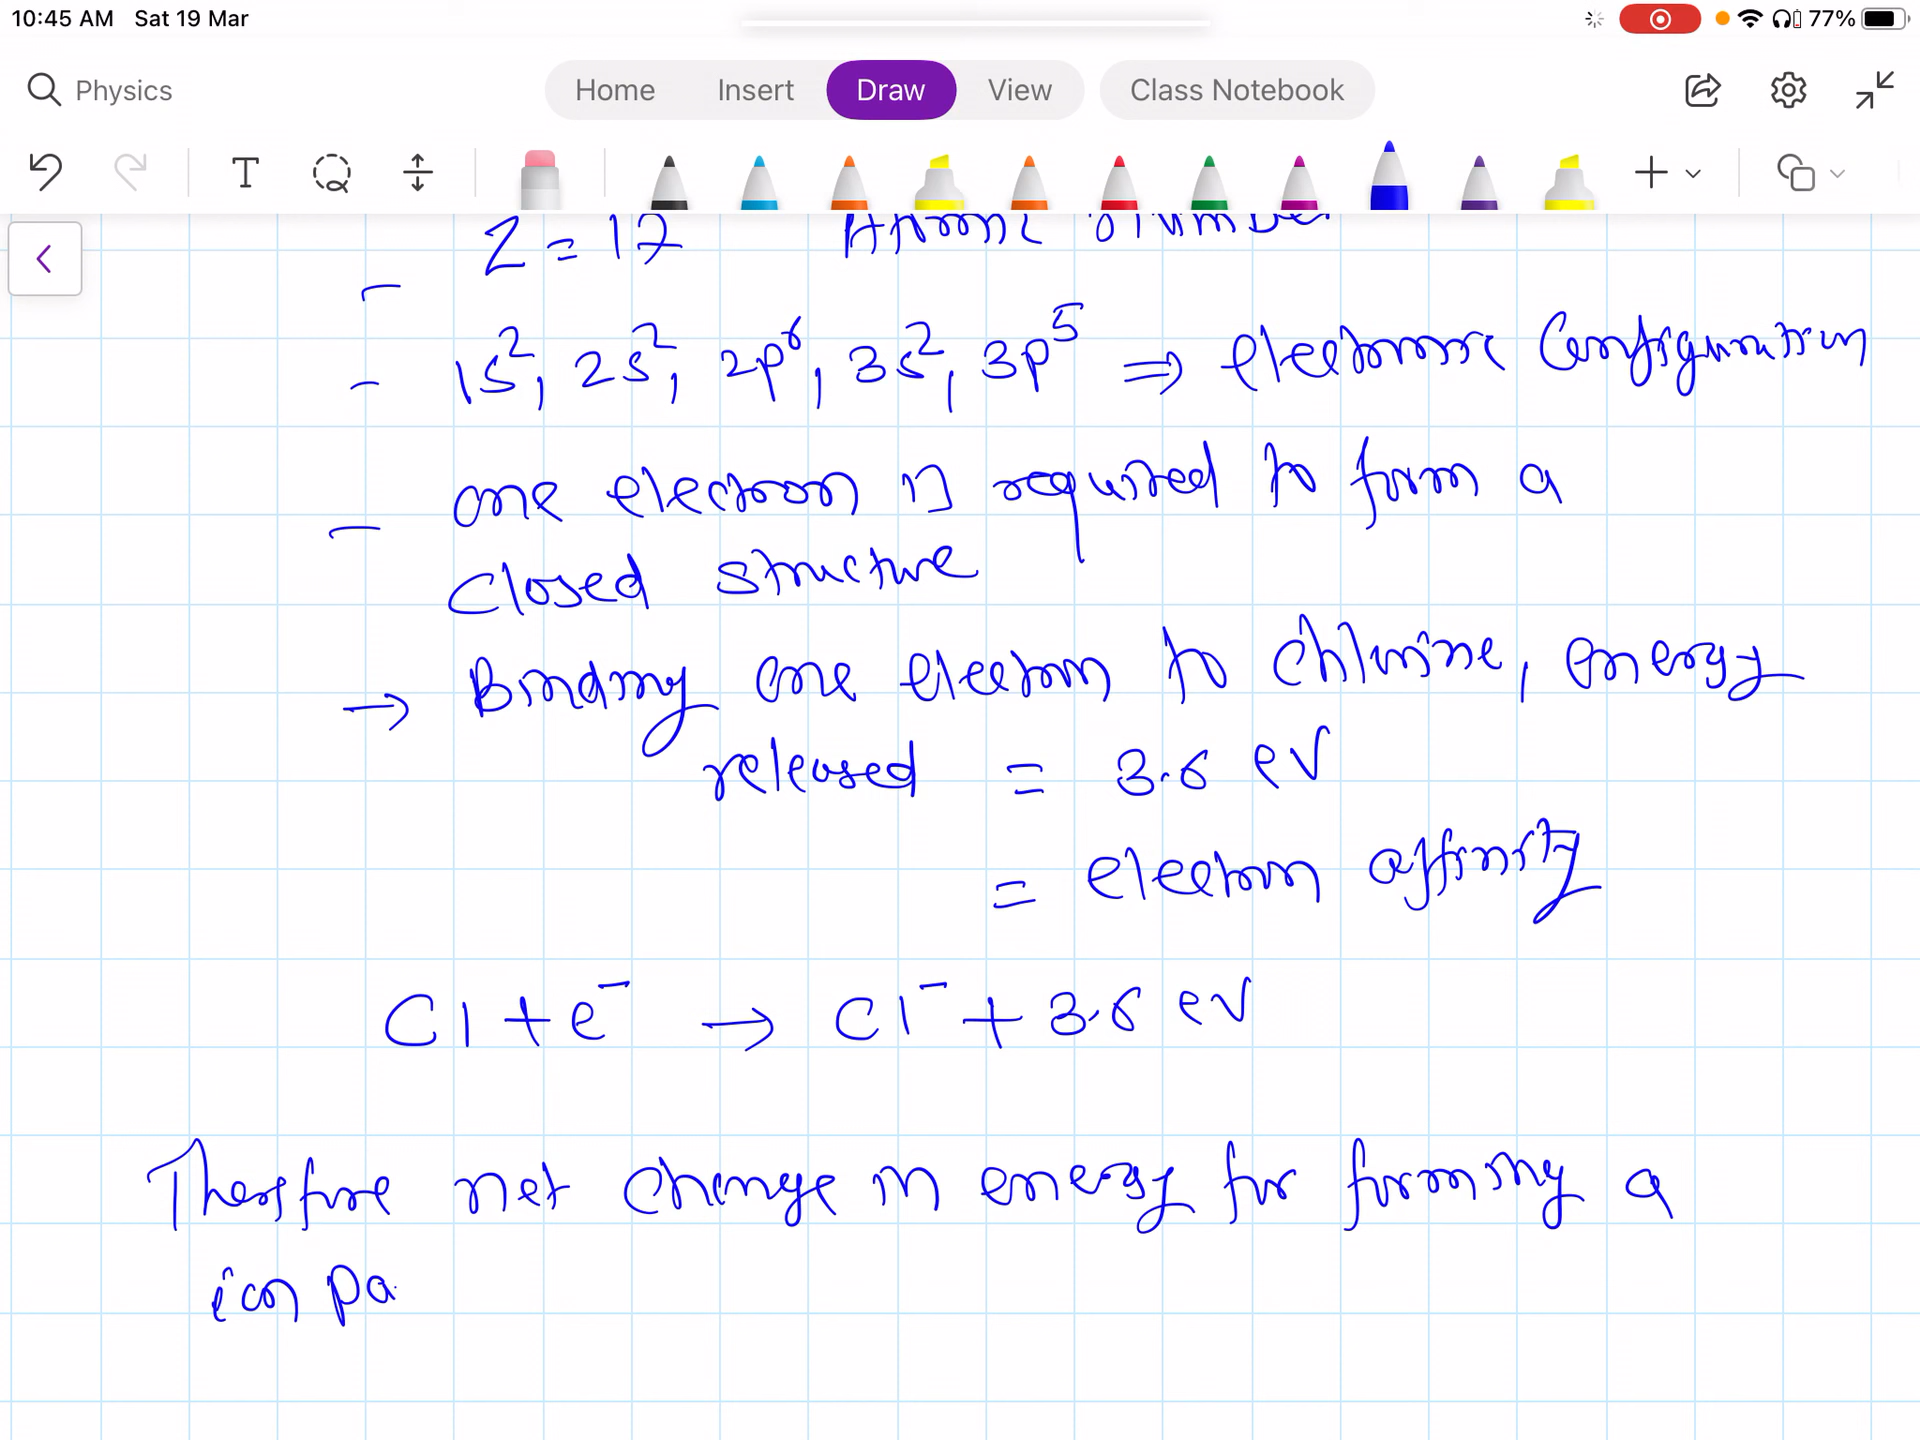 10:45 AM Sat 19 Mar 77%
Physics Home Insert Draw View Class Notebook
T
Z = 17 Atomic Number
- 1s², 2s², 2p⁶, 3s², 3p⁵ ⇒ electronic Configuration
- one electron is required to form a
closed structure
→ Binding one electron to chlorine, energy
released = 3.6 eV
= electron affinity
Cl + e⁻ → Cl⁻ + 3.6 eV
Therefore net change in energy for forming a
ion pa